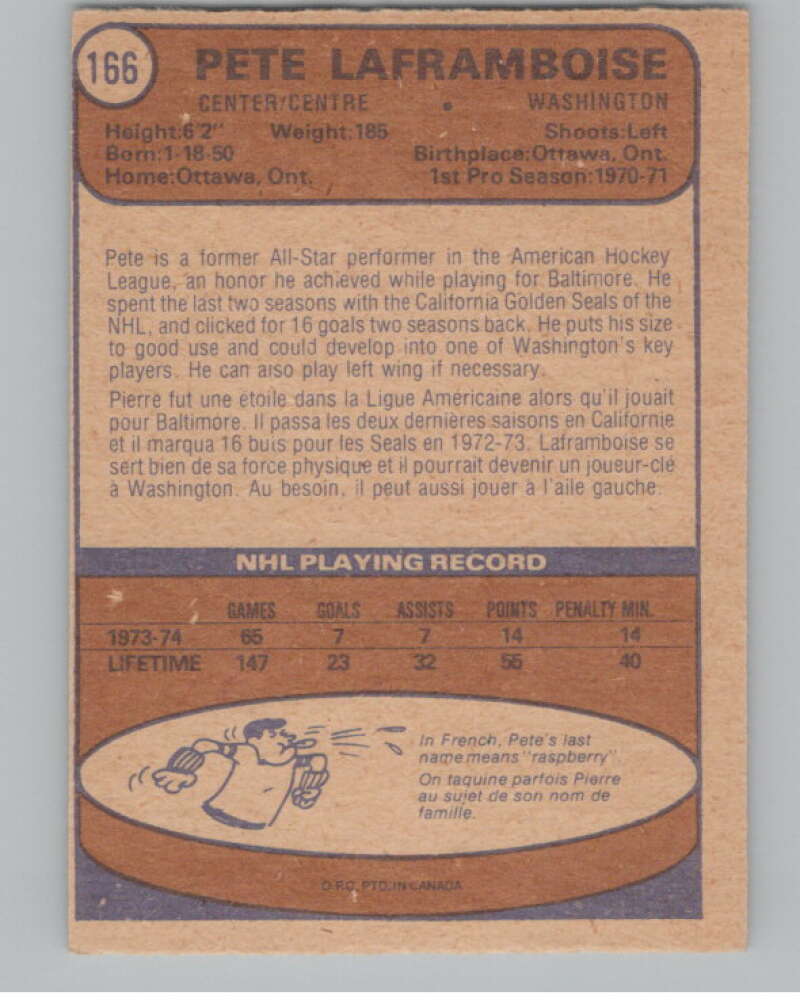 166
PETE LAFRAMBOISE
CENTER/CENTRE • WASHINGTON
Height:6'2" Weight:185 Shoots:Left
Born:1-18-50 Birthplace:Ottawa, Ont.
Home:Ottawa, Ont. 1st Pro Season:1970-71
Pete is a former All-Star performer in the American Hockey
League, an honor he achieved while playing for Baltimore. He
spent the last two seasons with the California Golden Seals of the
NHL, and clicked for 16 goals two seasons back. He puts his size
to good use and could develop into one of Washington's key
players. He can also play left wing if necessary.
Pierre fut une étoile dans la Ligue Américaine alors qu'il jouait
pour Baltimore. Il passa les deux dernières saisons en Californie
et il marqua 16 buts pour les Seals en 1972-73. Laframboise se
sert bien de sa force physique et il pourrait devenir un joueur-clé
à Washington. Au besoin, il peut aussi jouer à l'aile gauche.
NHL PLAYING RECORD
GAMES GOALS ASSISTS POINTS PENALTY MIN.
1973-74 65 7 7 14 14
LIFETIME 147 23 32 55 40
In French, Pete's last
name means "raspberry".
On taquine parfois Pierre
au sujet de son nom de
famille.
O.P.C. PTD. IN CANADA